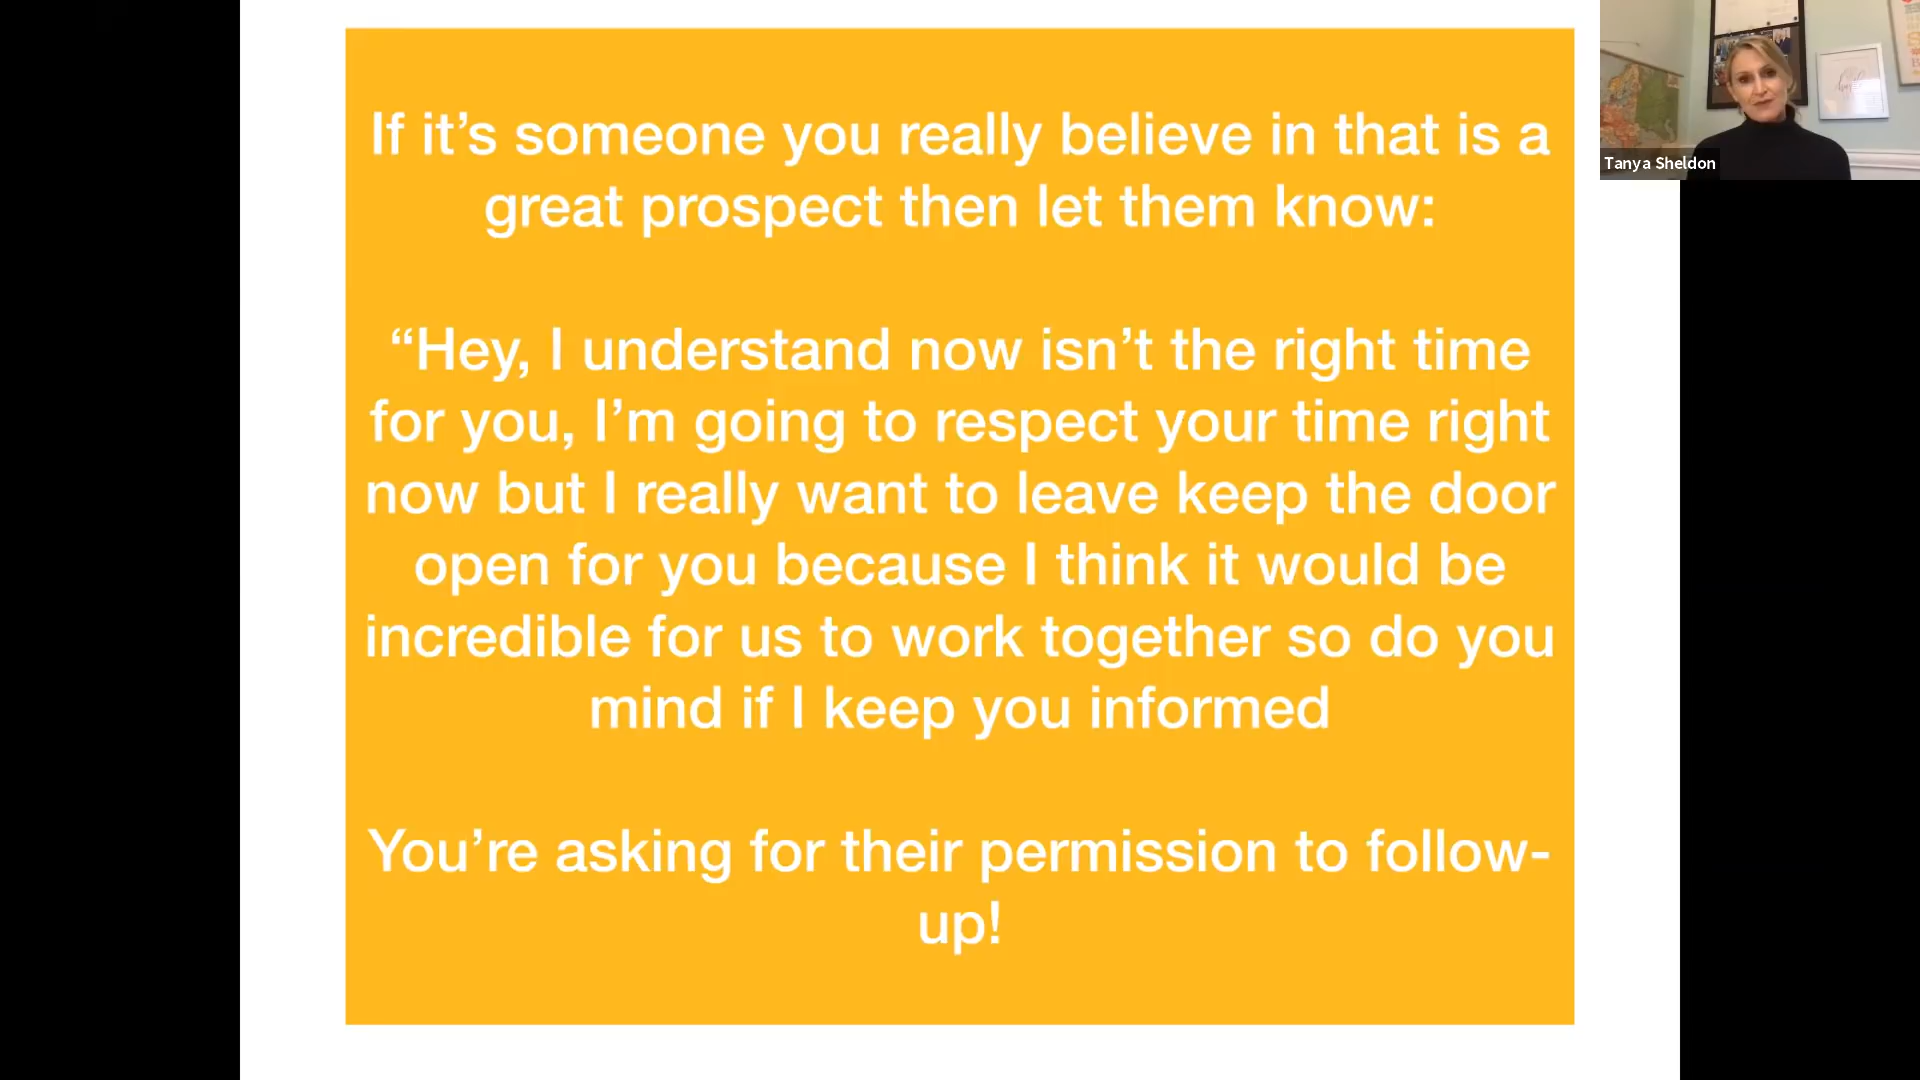 If it’s someone you really believe in that is a
great prospect then let them know:
“Hey, I understand now isn’t the right time
for you, I’m going to respect your time right
now but I really want to leave keep the door
open for you because I think it would be
incredible for us to work together so do you
mind if I keep you informed
You’re asking for their permission to follow-
up!
Tanya Sheldon